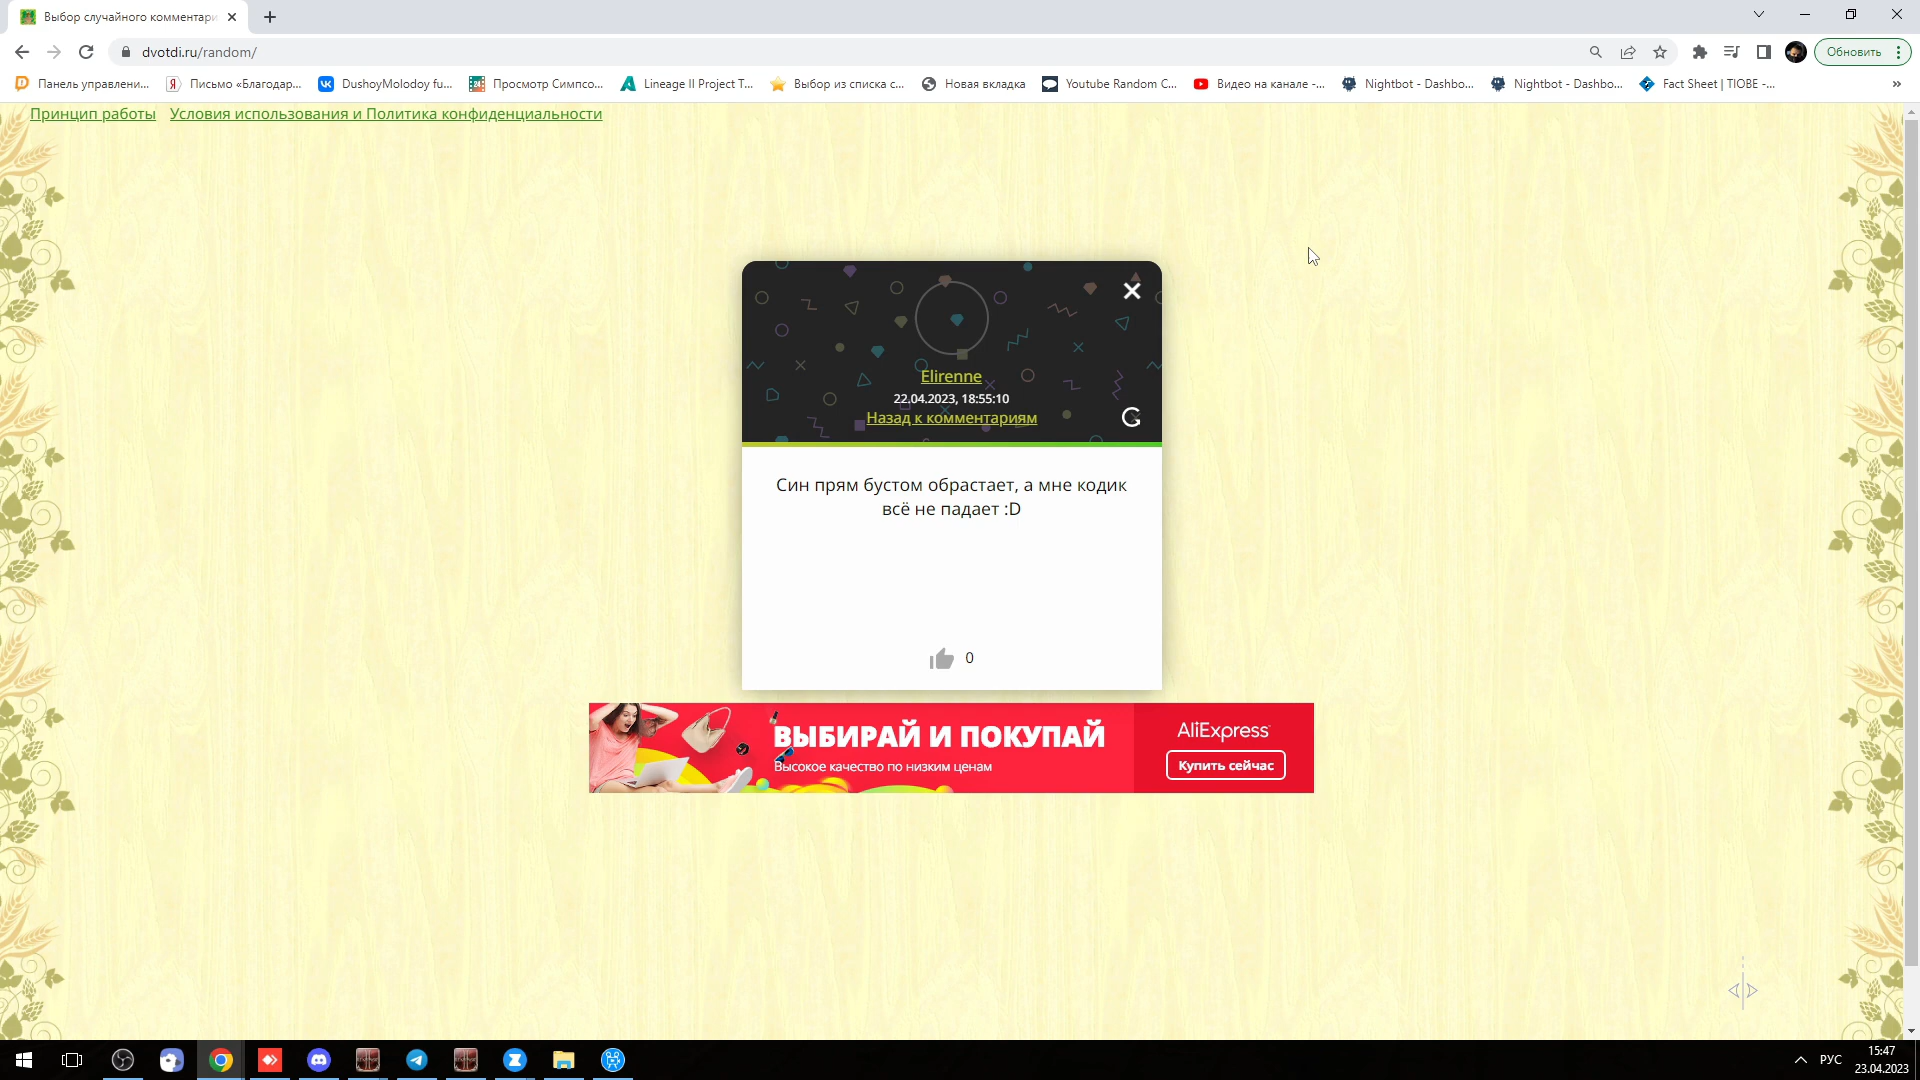 Выбор случайного комментари
dvotdi.ru/random/
Обновить
Панель управлени...
Письмо «Благодар...
DushoyMolodoy fu...
Просмотр Симпсо...
Lineage II Project T...
Выбор из списка с...
Новая вкладка
Youtube Random C...
Видео на канале -...
Nightbot - Dashbo...
Nightbot - Dashbo...
Fact Sheet | TIOBE -...
Принцип работы Условия использования и Политика конфиденциальности
Elirenne
22.04.2023, 18:55:10
Назад к комментариям
Син прям бустом обрастает, а мне кодик
всё не падает :D
0
ВЫБИРАЙ И ПОКУПАЙ
Высокое качество по низким ценам
AliExpress
Купить сейчас
РУС
15:47
23.04.2023